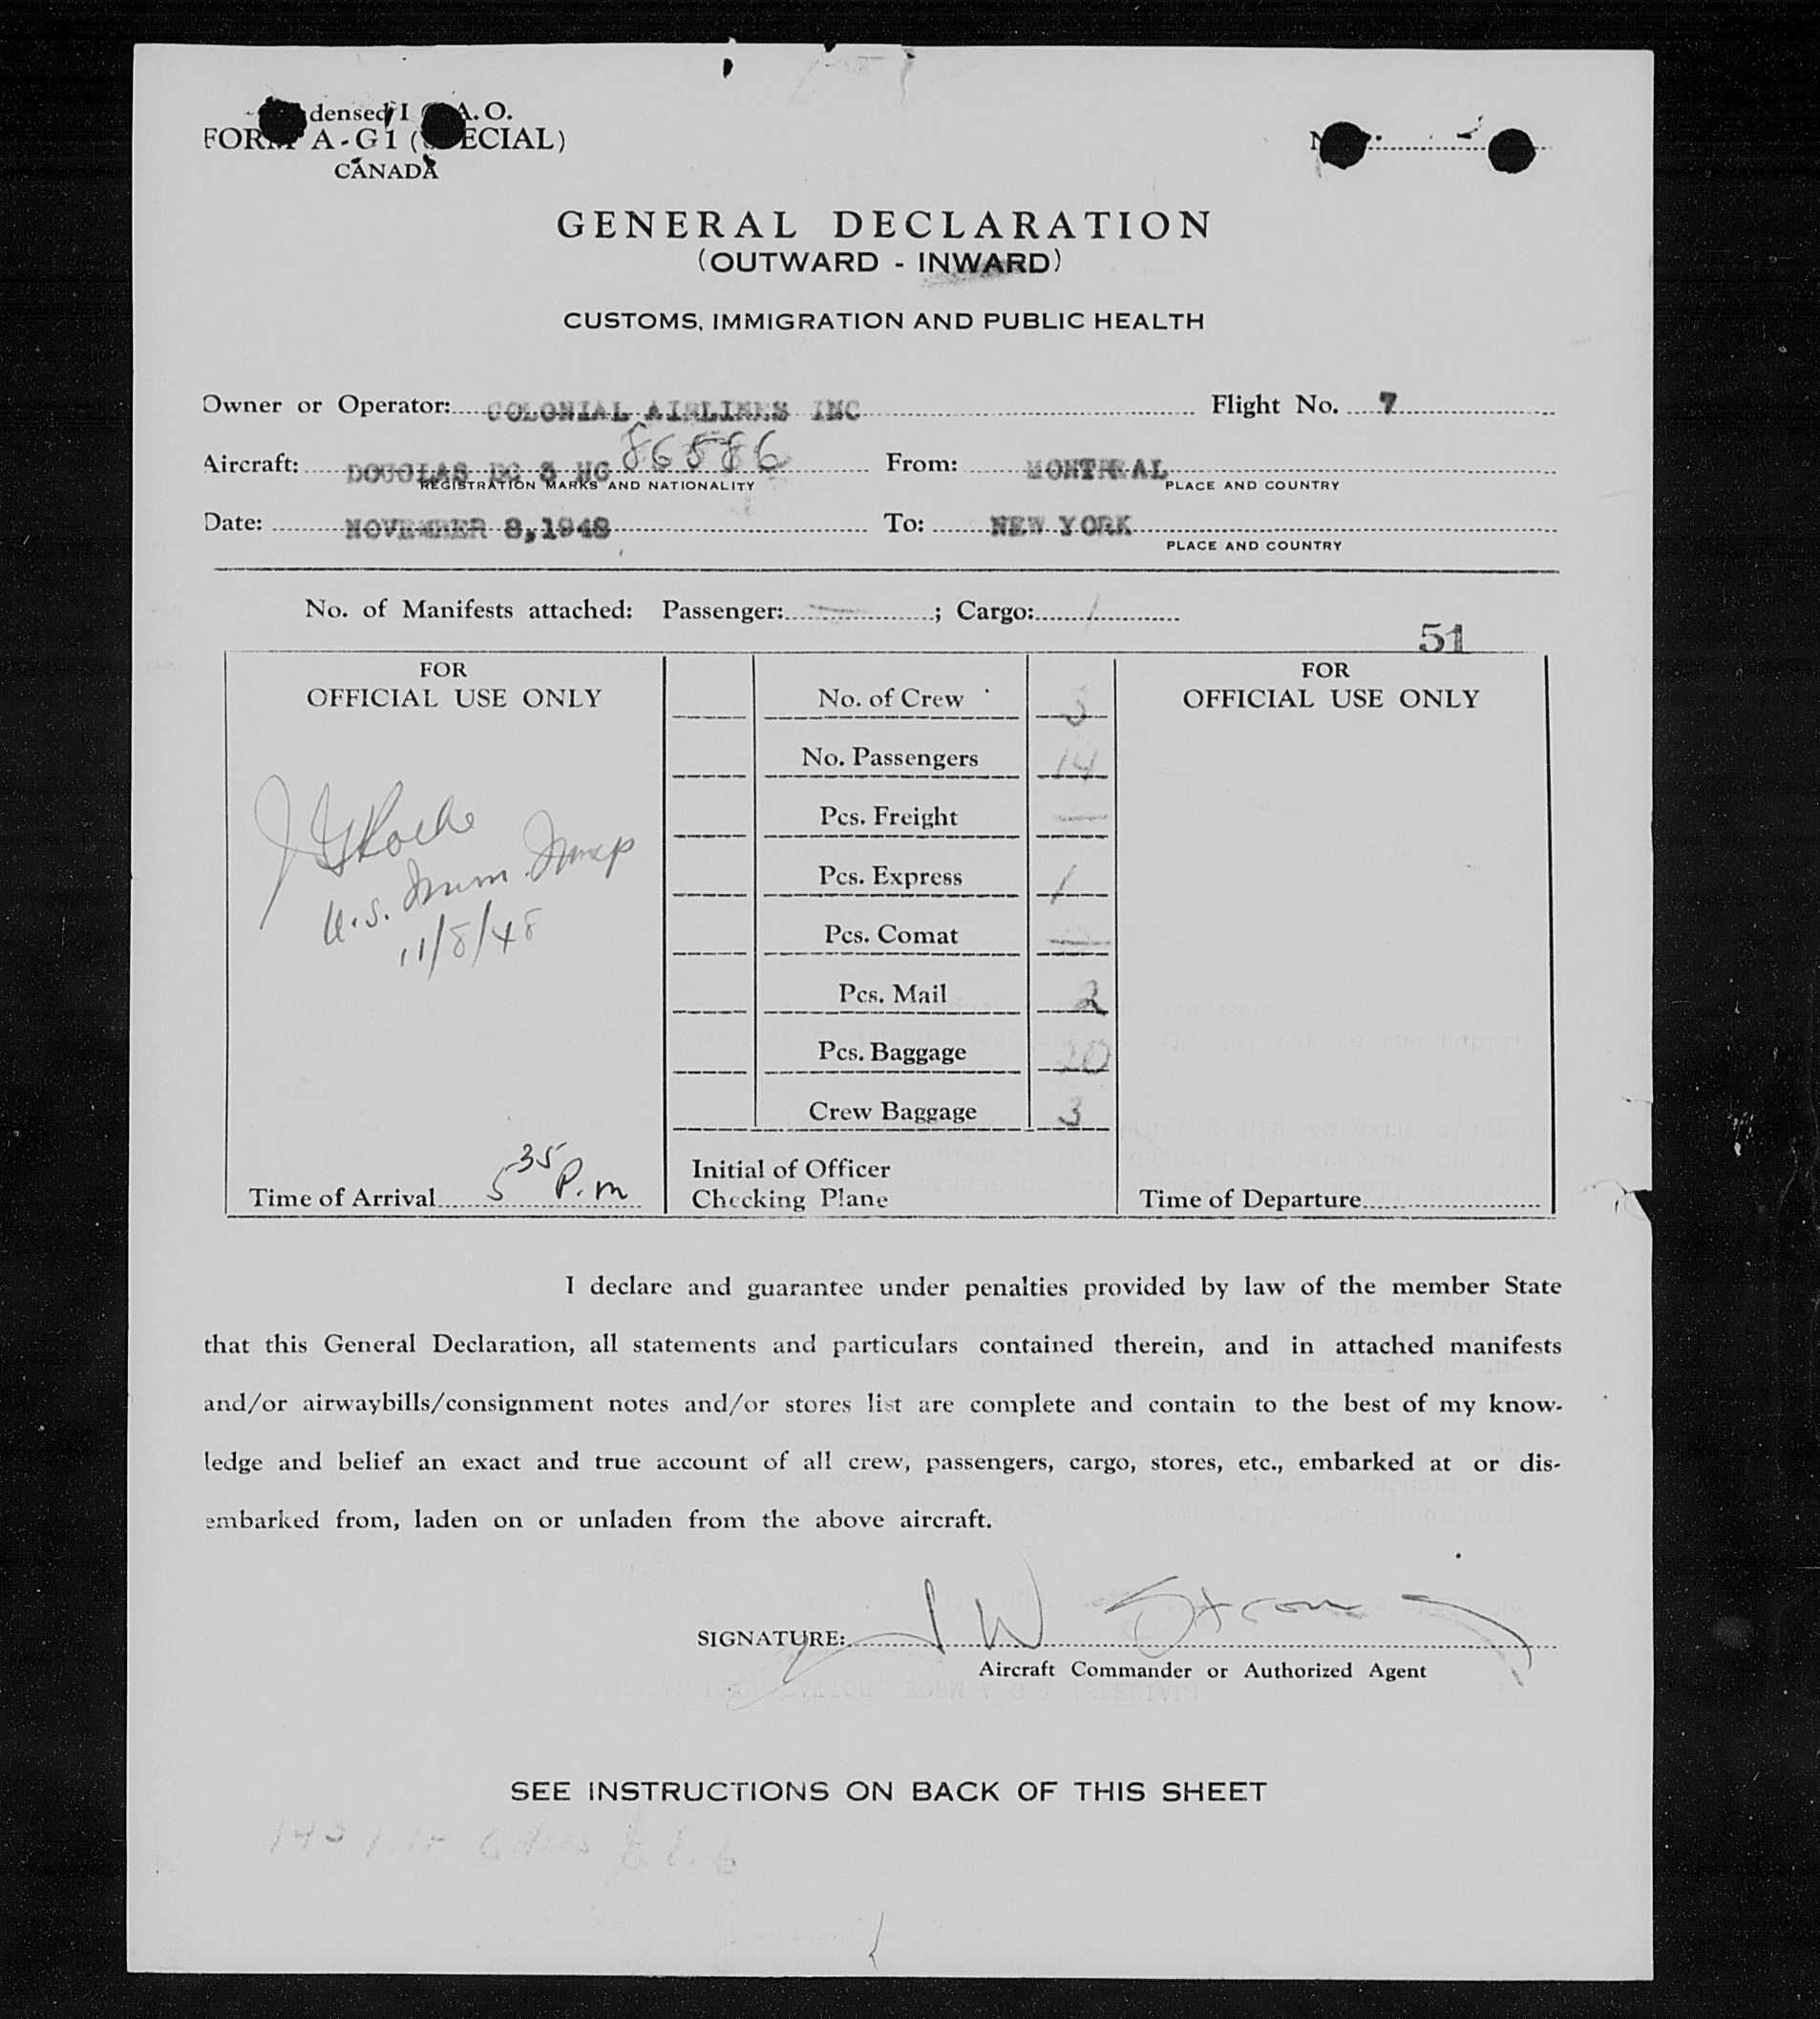 densed I A. O.
FORM A-G1 ( ECIAL)
CANADA
GENERAL DECLARATION
(OUTWARD - INWARD)
CUSTOMS, IMMIGRATION AND PUBLIC HEALTH
Owner or Operator: COLONIAL AIRLINES INC Flight No. 7
Aircraft: DOUGLAS DC 3 NC 86586 From: MONTREAL
REGISTRATION MARKS AND NATIONALITY PLACE AND COUNTRY
Date: NOVEMBER 8,1948 To: NEW YORK
PLACE AND COUNTRY
No. of Manifests attached: Passenger: — ; Cargo: 1
51
FOR
OFFICIAL USE ONLY
J Roche
U.S. Imm. Insp
11/8/48
Time of Arrival 5 35 P.m
No. of Crew 3
No. Passengers 14
Pcs. Freight —
Pcs. Express 1
Pcs. Comat —
Pcs. Mail 2
Pcs. Baggage 20
Crew Baggage 3
Initial of Officer
Checking Plane
FOR
OFFICIAL USE ONLY
Time of Departure
I declare and guarantee under penalties provided by law of the member State
that this General Declaration, all statements and particulars contained therein, and in attached manifests
and/or airwaybills/consignment notes and/or stores list are complete and contain to the best of my know-
ledge and belief an exact and true account of all crew, passengers, cargo, stores, etc., embarked at or dis-
embarked from, laden on or unladen from the above aircraft.
SIGNATURE: J W
Aircraft Commander or Authorized Agent
SEE INSTRUCTIONS ON BACK OF THIS SHEET